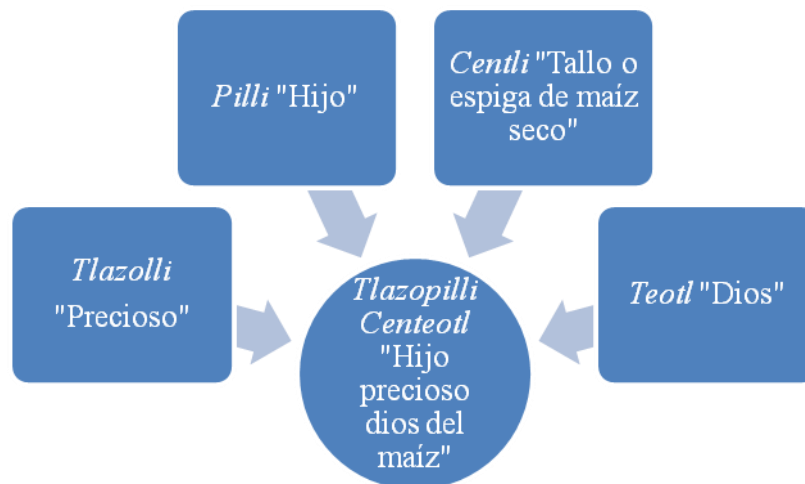 Pilli "Hijo"
Centli "Tallo o
espiga de maíz
seco"
Tlazolli
"Precioso"
Tlazopilli
Centeotl
"Hijo
precioso
dios del
maíz"
Teotl "Dios"